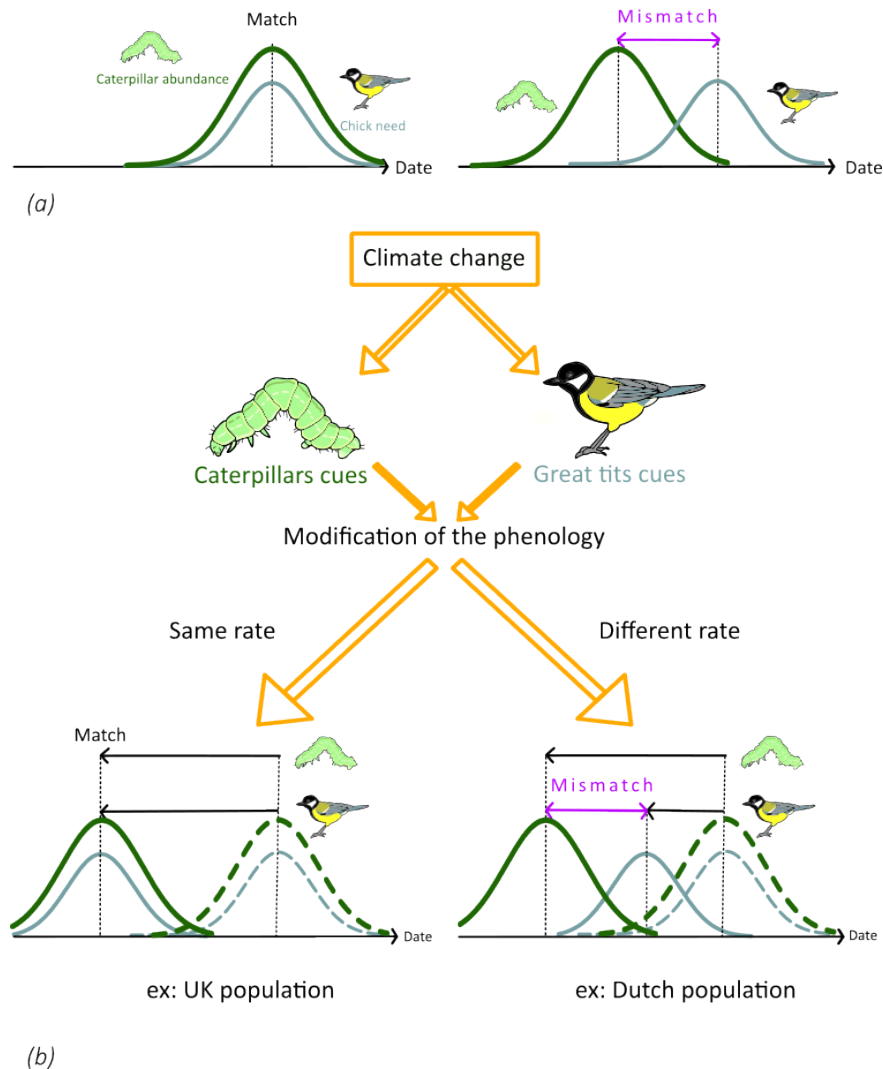 Match
Caterpillar abundance
Chick need
Date
Mismatch
Date
(a)
Climate change
Caterpillars cues
Great tits cues
Modification of the phenology
Same rate
Different rate
Match
Date
Mismatch
Date
ex: UK population
ex: Dutch population
(b)